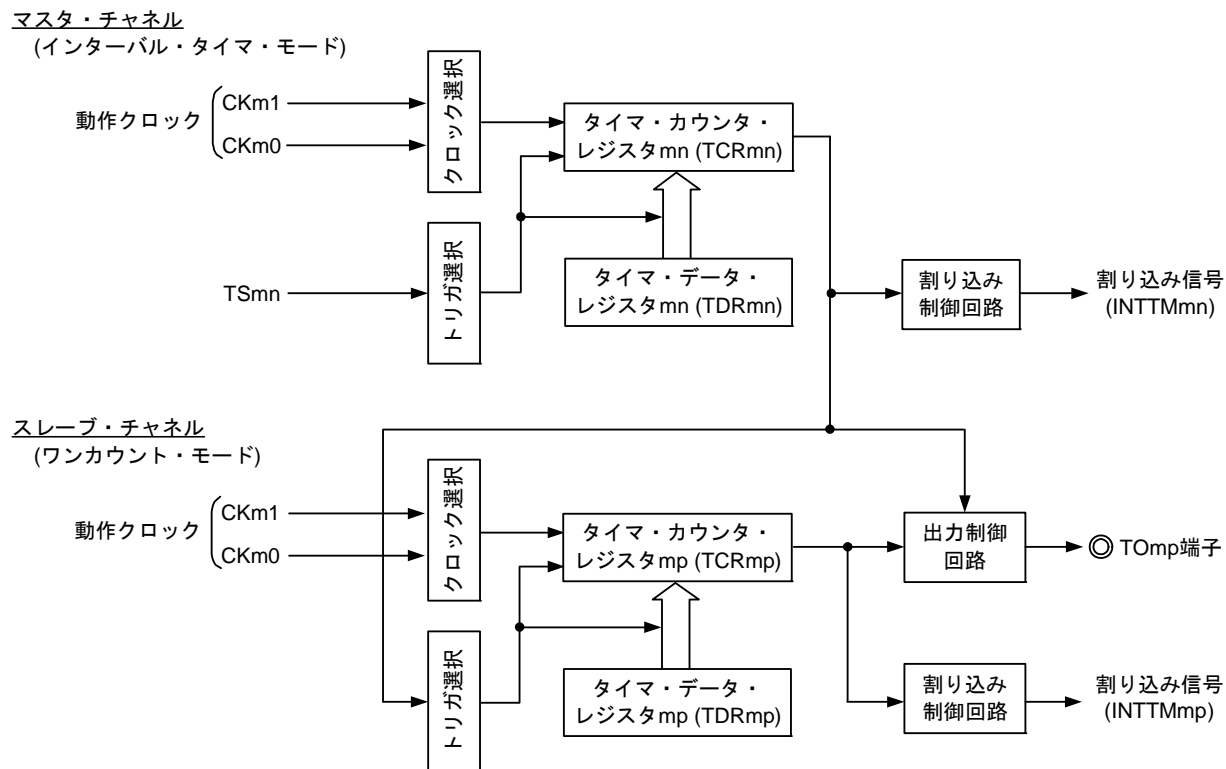 マスタ・チャネル
(インターバル・タイマ・モード)
動作クロック
CKm1
CKm0
クロック選択
タイマ・カウンタ・
レジスタmn (TCRmn)
TSmn
トリガ選択
タイマ・データ・
レジスタmn (TDRmn)
割り込み
制御回路
割り込み信号
(INTTMmn)
スレーブ・チャネル
(ワンカウント・モード)
動作クロック
CKm1
CKm0
クロック選択
タイマ・カウンタ・
レジスタmp (TCRmp)
出力制御
回路
TOmp端子
トリガ選択
タイマ・データ・
レジスタmp (TDRmp)
割り込み
制御回路
割り込み信号
(INTTMmp)